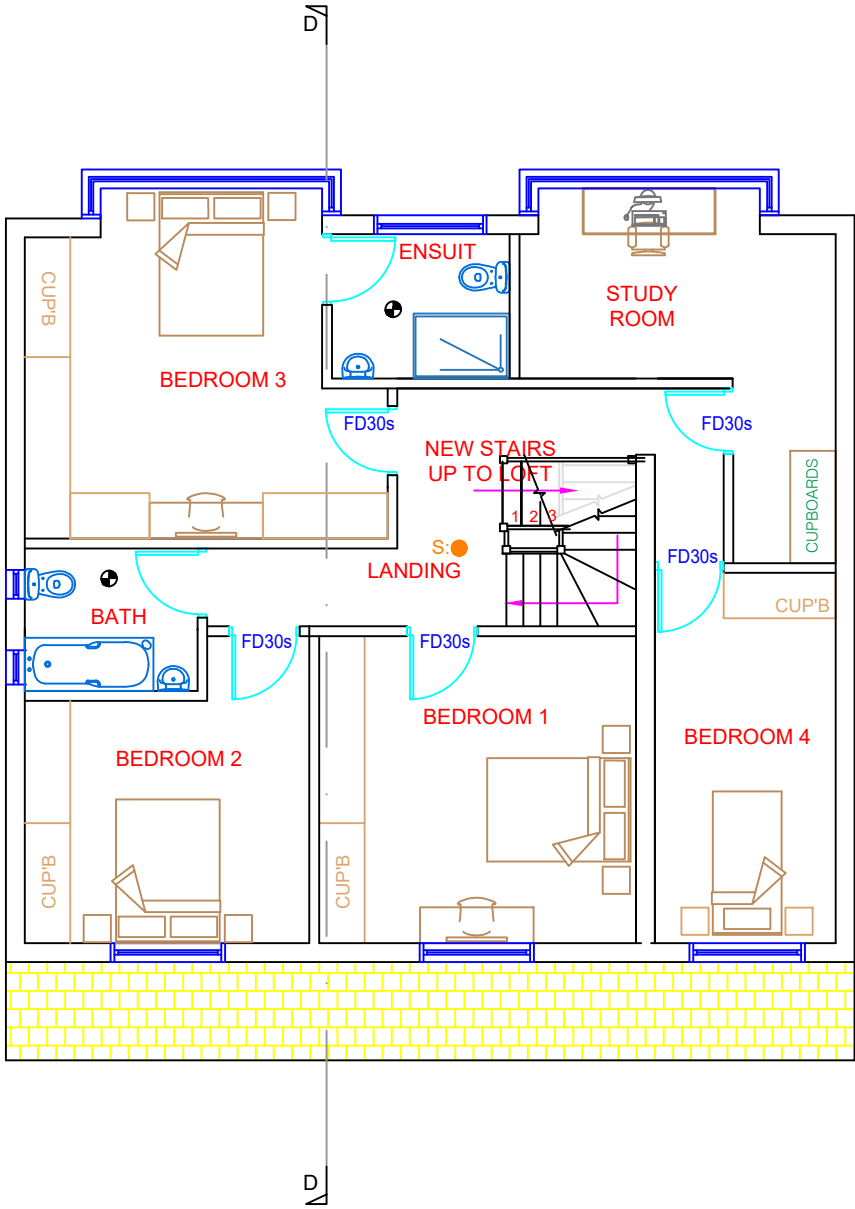 D
ENSUIT
STUDY
ROOM
CUP'B
BEDROOM 3
FD30s
FD30s
NEW STAIRS
UP TO LOFT
CUPBOARDS
1 2 3
S:
LANDING
FD30s
BATH
CUP'B
FD30s
FD30s
BEDROOM 1
BEDROOM 4
BEDROOM 2
CUP'B
CUP'B
D